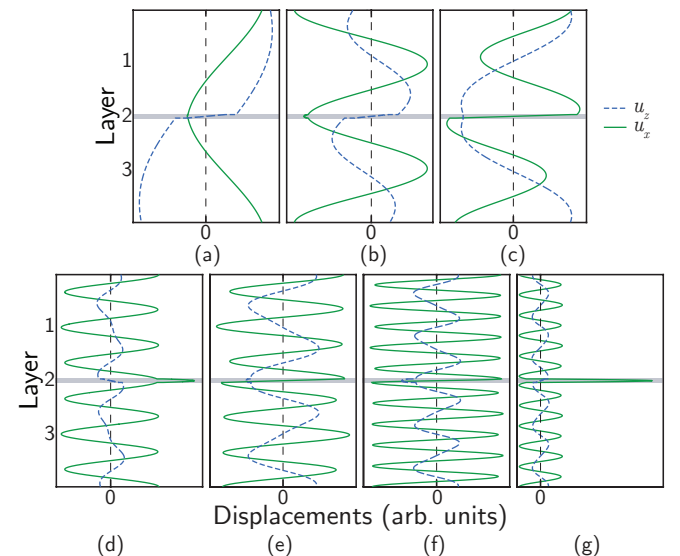 Layer
1
2
3
0
0
0
u_z
u_x
(a)
(b)
(c)
Layer
1
2
3
0
0
0
0
Displacements (arb. units)
(d)
(e)
(f)
(g)